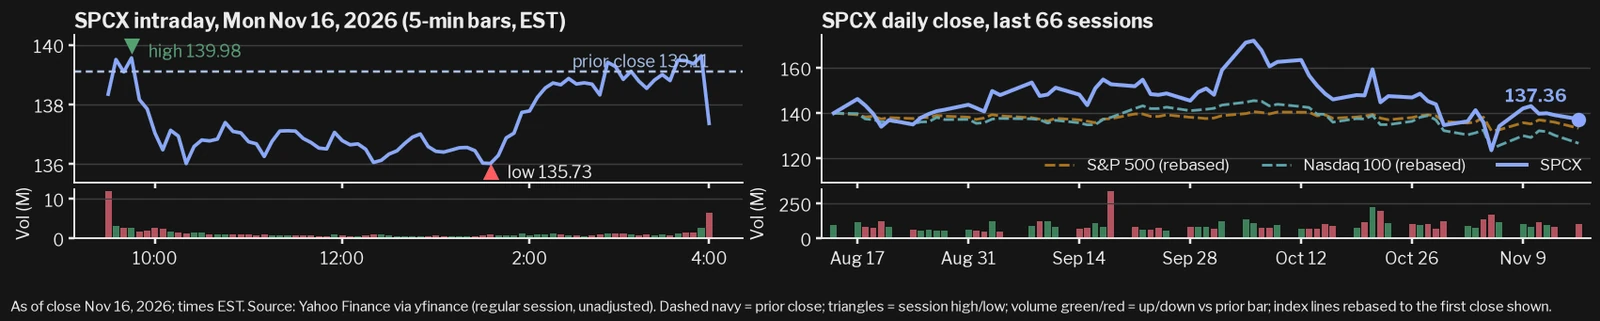 SPCX intraday, Mon Nov 16, 2026 (5-min bars, EST)
140
138
136
high 139.98
prior close 139.11
low 135.73
Vol (M)
10
0
10:00
12:00
2:00
4:00
SPCX daily close, last 66 sessions
160
140
120
137.36
S&P 500 (rebased)
Nasdaq 100 (rebased)
SPCX
Vol (M)
250
0
Aug 17
Aug 31
Sep 14
Sep 28
Oct 12
Oct 26
Nov 9
As of close Nov 16, 2026; times EST. Source: Yahoo Finance via yfinance (regular session, unadjusted). Dashed navy = prior close; triangles = session high/low; volume green/red = up/down vs prior bar; index lines rebased to the first close shown.